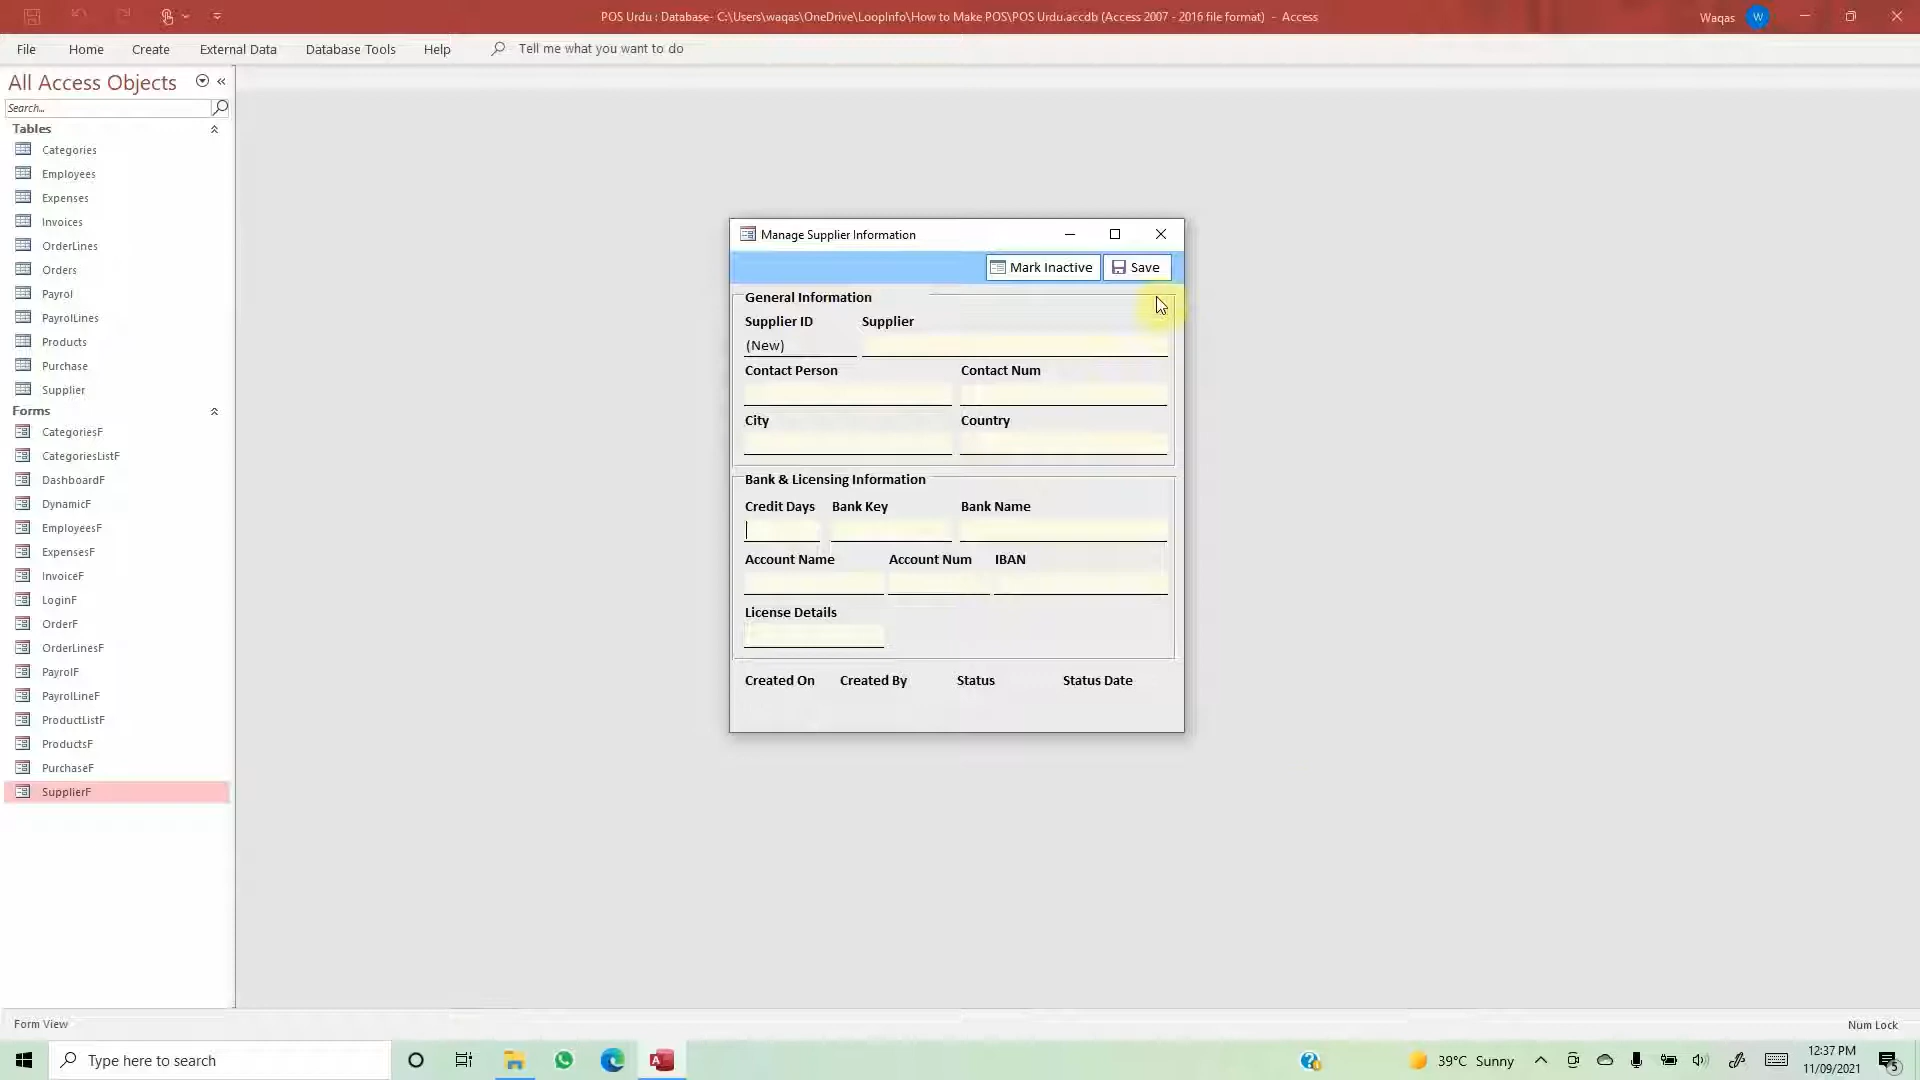 POS Urdu : Database- C:\Users\waqas\OneDrive\LoopInfo\How to Make POS\POS Urdu.accdb (Access 2007 - 2016 file format) - Access
Waqas W
File Home Create External Data Database Tools Help Tell me what you want to do
All Access Objects
Search...
Tables
Categories
Employees
Expenses
Invoices
OrderLines
Orders
Payrol
PayrolLines
Products
Purchase
Supplier
Forms
CategoriesF
CategoriesListF
DashboardF
DynamicF
EmployeesF
ExpensesF
InvoiceF
LoginF
OrderF
OrderLinesF
PayrolF
PayrolLineF
ProductListF
ProductsF
PurchaseF
SupplierF
Manage Supplier Information
Mark Inactive Save
General Information
Supplier ID Supplier
(New)
Contact Person Contact Num
City Country
Bank & Licensing Information
Credit Days Bank Key Bank Name
Account Name Account Num IBAN
License Details
Created On Created By Status Status Date
Form View Num Lock
Type here to search
39°C Sunny
12:37 PM
11/09/2021
5